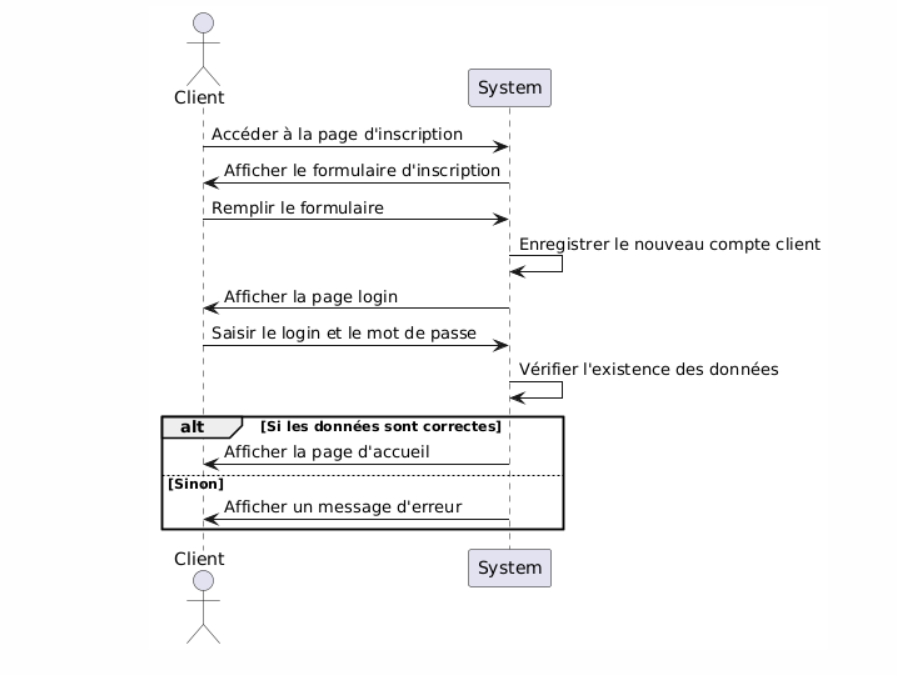 Client
System
Accéder à la page d'inscription
Afficher le formulaire d'inscription
Remplir le formulaire
Enregistrer le nouveau compte client
Afficher la page login
Saisir le login et le mot de passe
Vérifier l'existence des données
alt [Si les données sont correctes]
Afficher la page d'accueil
[Sinon]
Afficher un message d'erreur
Client
System